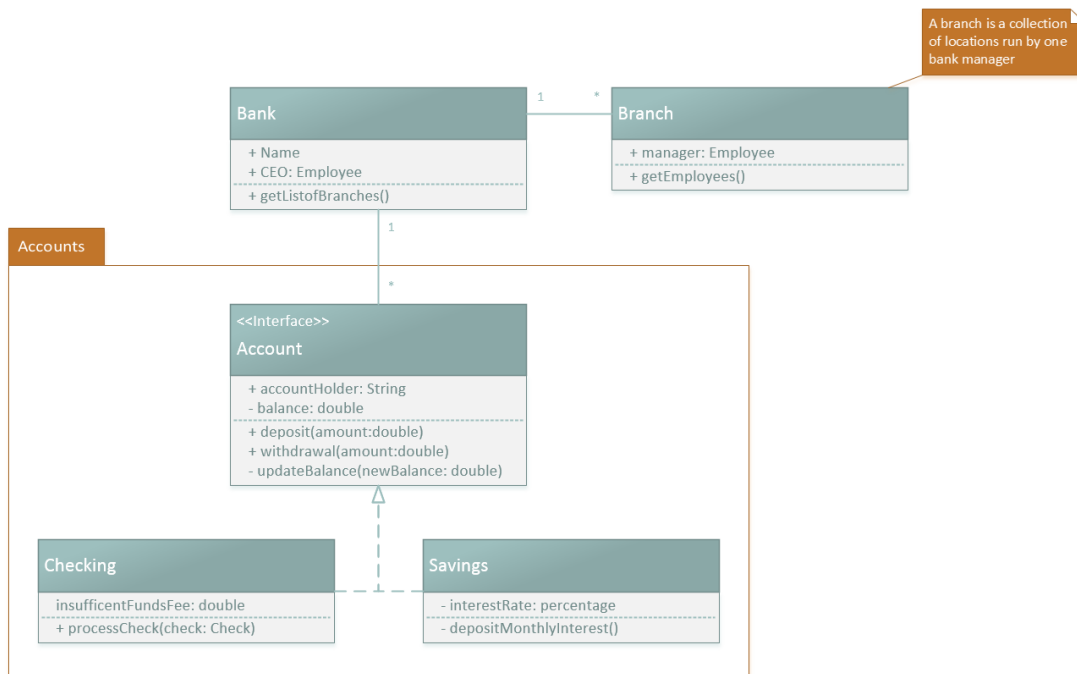 A branch is a collection
of locations run by one
bank manager
Bank
1
*
Branch
+ Name
+ CEO: Employee
+ getListofBranches()
+ manager: Employee
+ getEmployees()
1
Accounts
*
<<Interface>>
Account
+ accountHolder: String
- balance: double
+ deposit(amount:double)
+ withdrawal(amount:double)
- updateBalance(newBalance: double)
Checking
insufficentFundsFee: double
+ processCheck(check: Check)
Savings
- interestRate: percentage
- depositMonthlyInterest()